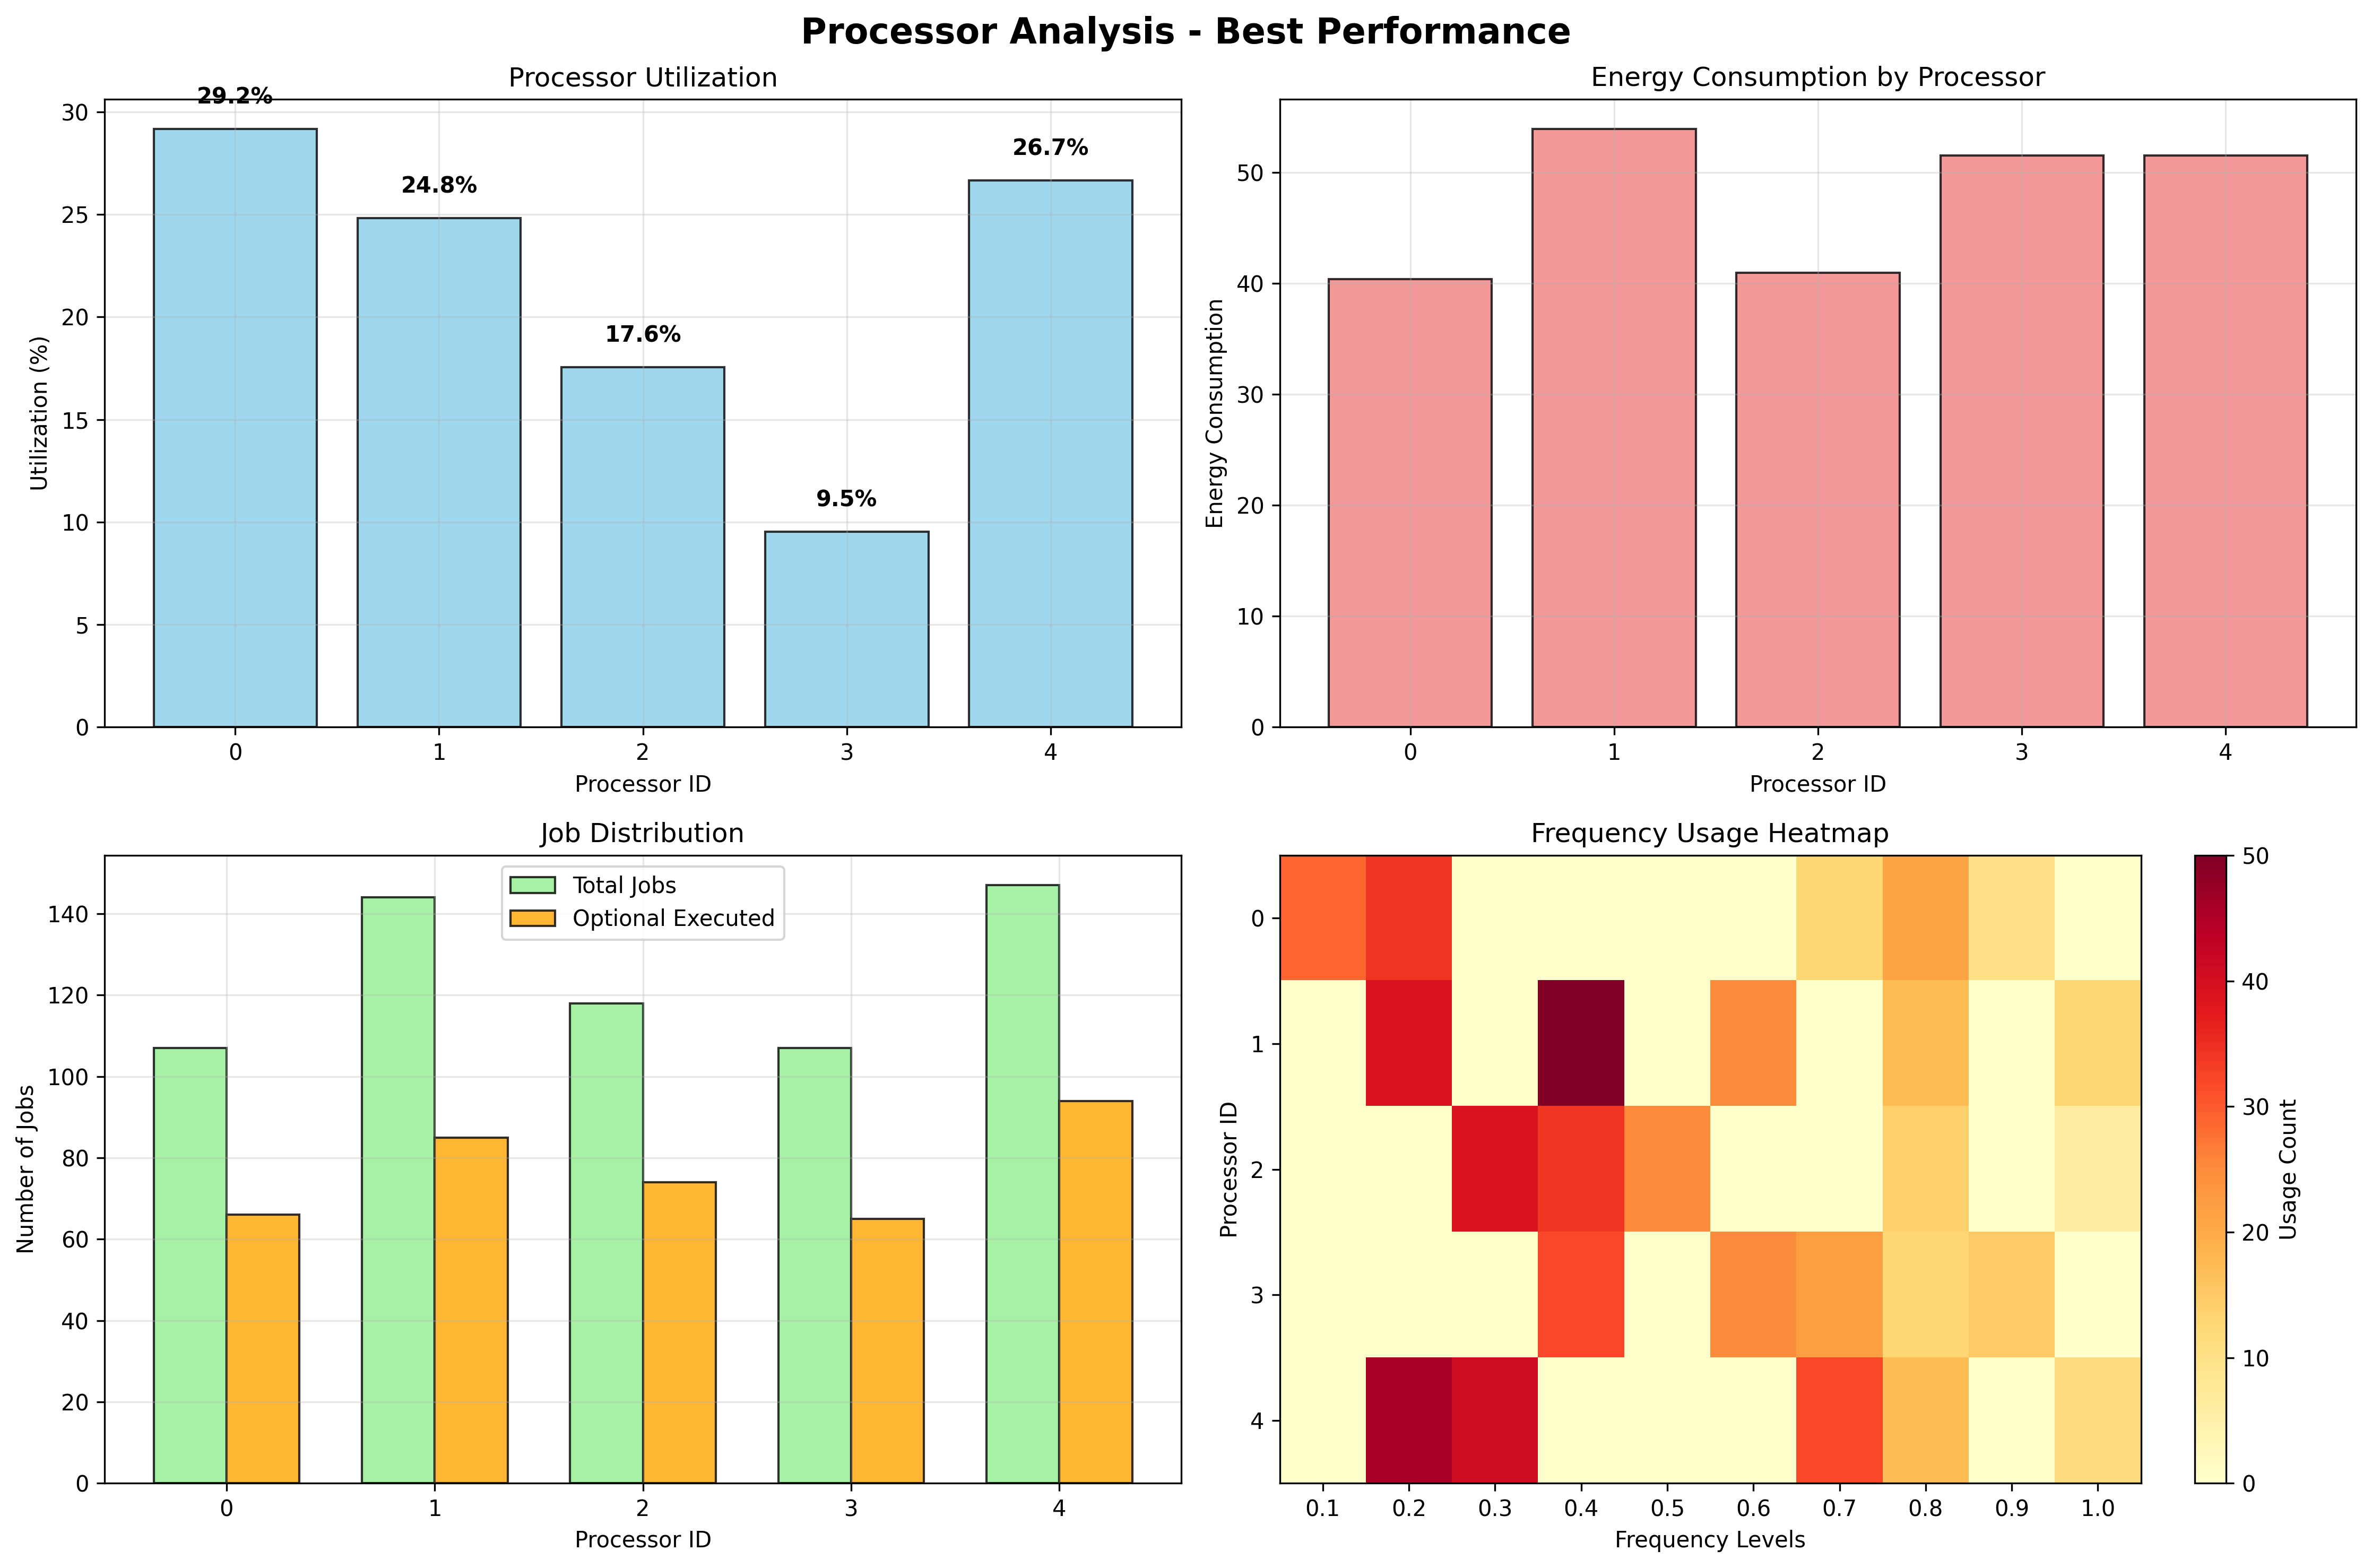 Processor Analysis - Best Performance
Processor Utilization
29.2%
24.8%
17.6%
9.5%
26.7%
30
25
20
15
10
5
0
Utilization (%)
0 1 2 3 4
Processor ID
Energy Consumption by Processor
50
40
30
20
10
0
Energy Consumption
0 1 2 3 4
Processor ID
Job Distribution
Total Jobs
Optional Executed
140
120
100
80
60
40
20
0
Number of Jobs
0 1 2 3 4
Processor ID
Frequency Usage Heatmap
0
1
2
3
4
Processor ID
0.1 0.2 0.3 0.4 0.5 0.6 0.7 0.8 0.9 1.0
Frequency Levels
50
40
30
20
10
0
Usage Count